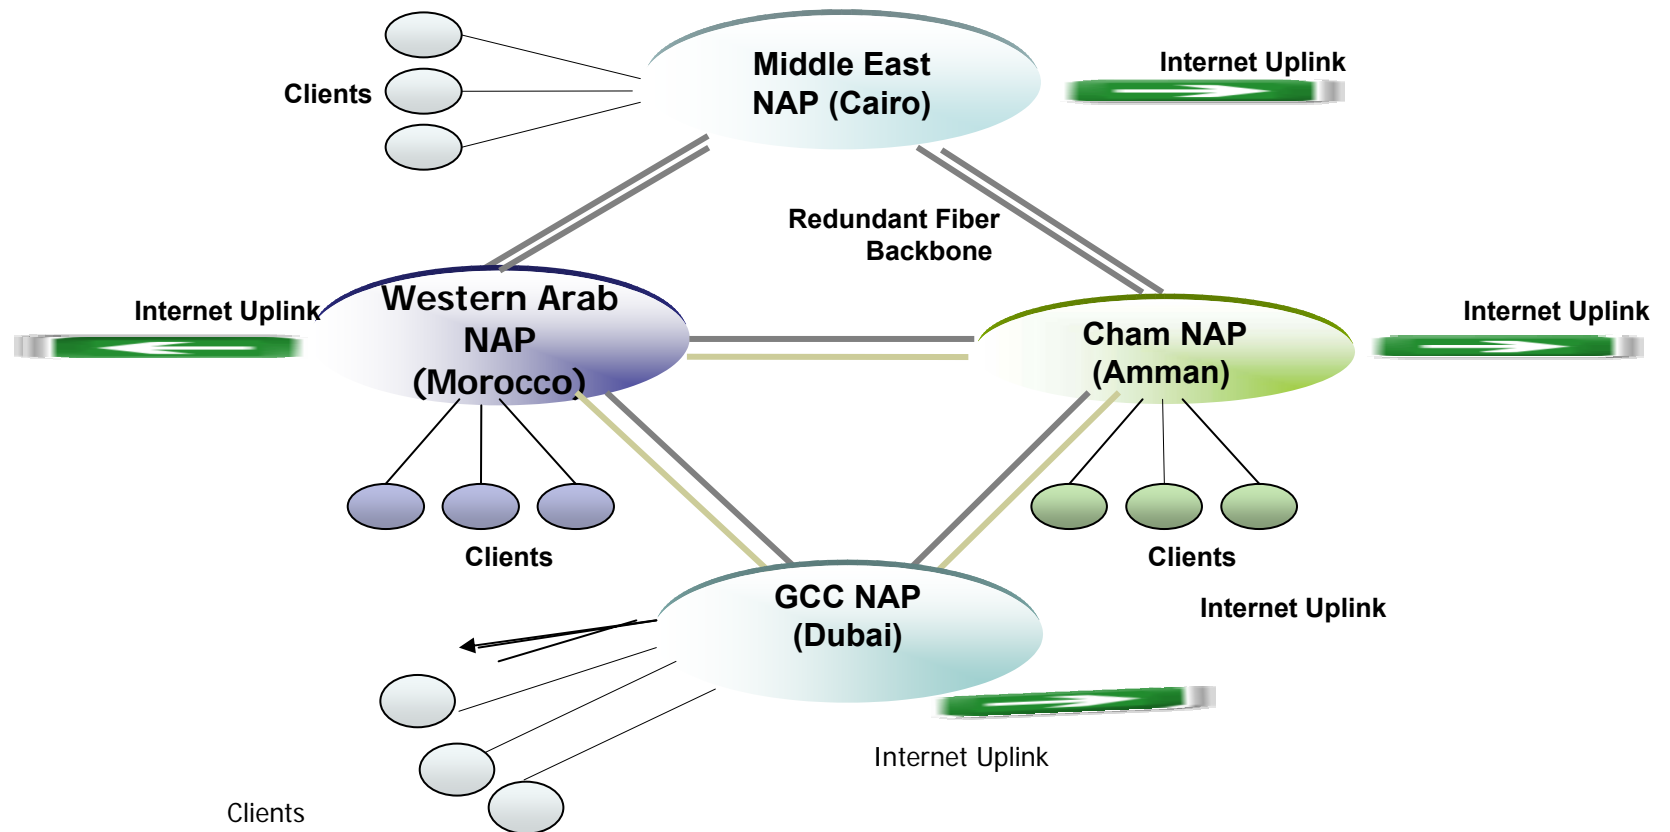 Middle East
NAP (Cairo)
Internet Uplink
Clients
Redundant Fiber
Backbone
Western Arab
NAP
(Morocco)
Internet Uplink
Cham NAP
(Amman)
Internet Uplink
Clients
Clients
GCC NAP
(Dubai)
Internet Uplink
Internet Uplink
Clients